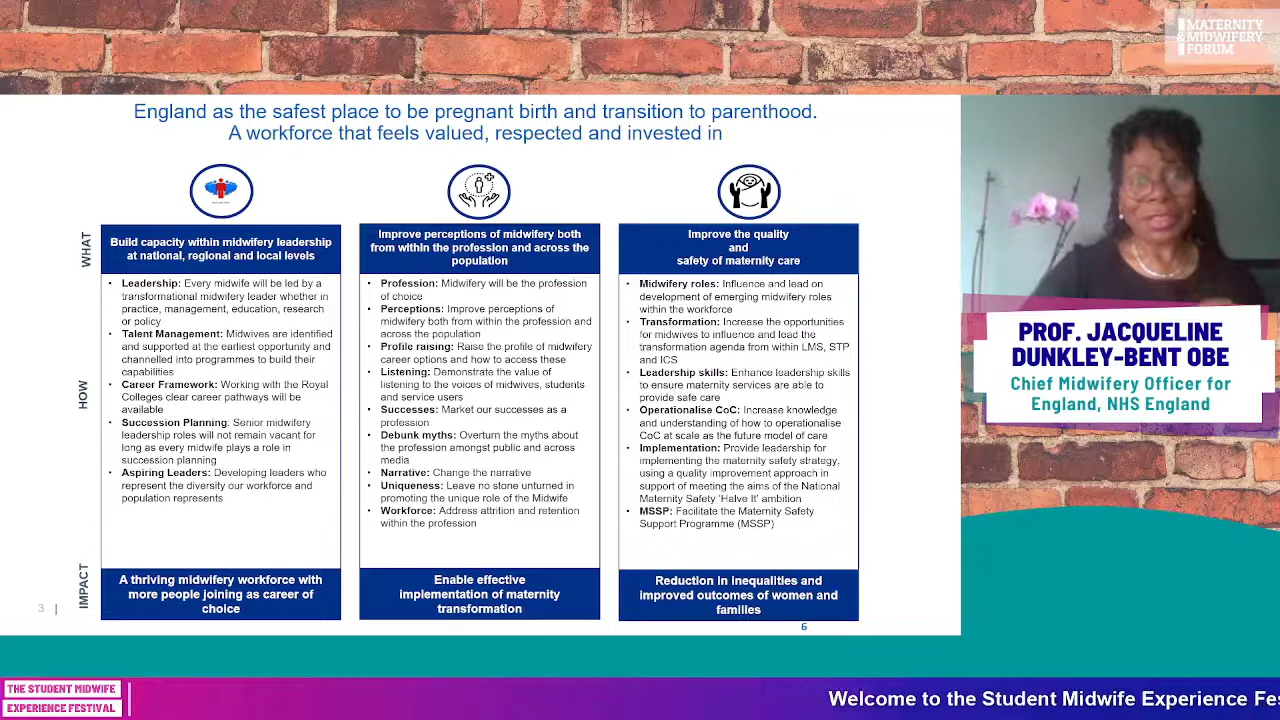 MATERNITY
& MIDWIFERY
FORUM
England as the safest place to be pregnant birth and transition to parenthood.
A workforce that feels valued, respected and invested in
WHAT
Build capacity within midwifery leadership
at national, regional and local levels
HOW
• Leadership: Every midwife will be led by a
transformational midwifery leader whether in
practice, management, education, research
or policy
• Talent Management: Midwives are identified
and supported at the earliest opportunity and
channelled into programmes to build their
capabilities
• Career Framework: Working with the Royal
Colleges clear career pathways will be
available
• Succession Planning: Senior midwifery
leadership roles will not remain vacant for
long as every midwife plays a role in
succession planning
• Aspiring Leaders: Developing leaders who
represent the diversity our workforce and
population represents
IMPACT
A thriving midwifery workforce with
more people joining as career of
choice
Improve perceptions of midwifery both
from within the profession and across the
population
• Profession: Midwifery will be the profession
of choice
• Perceptions: Improve perceptions of
midwifery both from within the profession and
across the population
• Profile raising: Raise the profile of midwifery
career options and how to access these
• Listening: Demonstrate the value of
listening to the voices of midwives, students
and service users
• Successes: Market our successes as a
profession
• Debunk myths: Overturn the myths about
the profession amongst public and across
media
• Narrative: Change the narrative
• Uniqueness: Leave no stone unturned in
promoting the unique role of the Midwife
• Workforce: Address attrition and retention
within the profession
Enable effective
implementation of maternity
transformation
Improve the quality
and
safety of maternity care
• Midwifery roles: Influence and lead on
development of emerging midwifery roles
within the workforce
• Transformation: Increase the opportunities
for midwives to influence and lead the
transformation agenda from within LMS, STP
and ICS
• Leadership skills: Enhance leadership skills
to ensure maternity services are able to
provide safe care
• Operationalise CoC: Increase knowledge
and understanding of how to operationalise
CoC at scale as the future model of care
• Implementation: Provide leadership for
implementing the maternity safety strategy,
using a quality improvement approach in
support of meeting the aims of the National
Maternity Safety 'Halve It' ambition
• MSSP: Facilitate the Maternity Safety
Support Programme (MSSP)
Reduction in inequalities and
improved outcomes of women and
families
3 |
6
PROF. JACQUELINE
DUNKLEY-BENT OBE
Chief Midwifery Officer for
England, NHS England
THE STUDENT MIDWIFE
EXPERIENCE FESTIVAL
Welcome to the Student Midwife Experience Fes